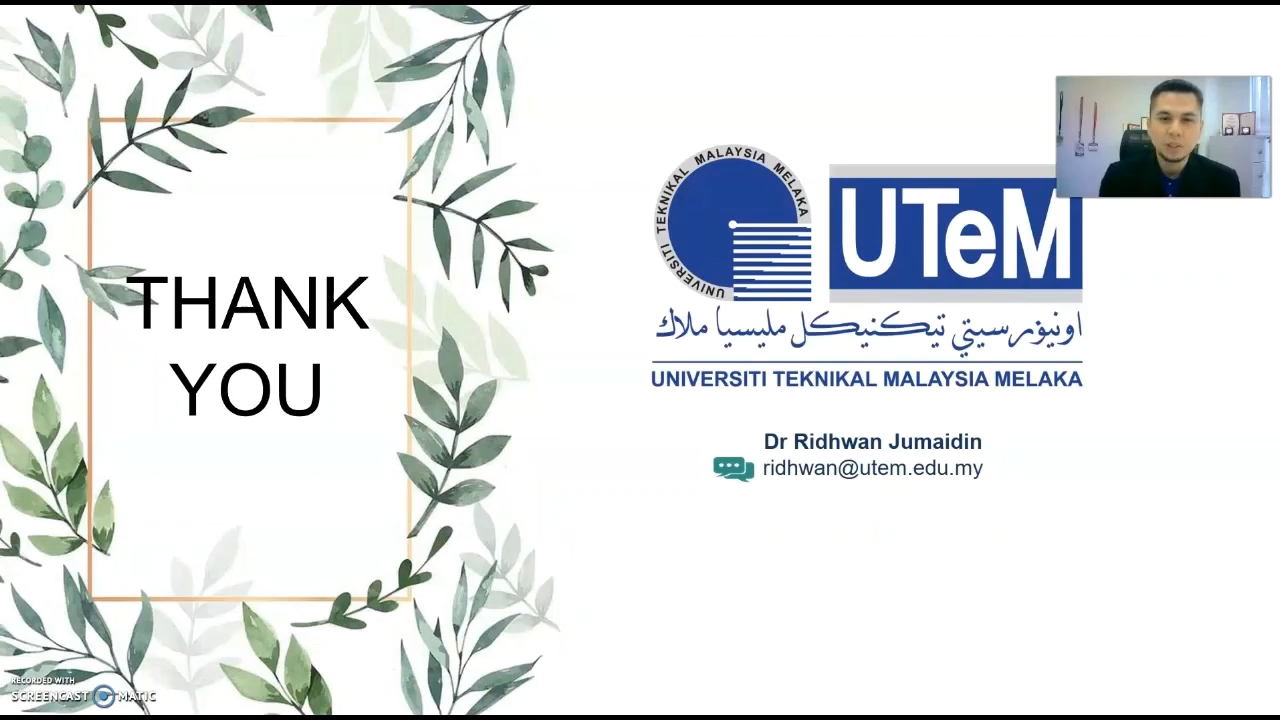 THANK
YOU
UNIVERSITI TEKNIKAL MALAYSIA MELAKA
UTeM
اونيۏرسيتي تيكنيكل مليسيا ملاك
UNIVERSITI TEKNIKAL MALAYSIA MELAKA
Dr Ridhwan Jumaidin
ridhwan@utem.edu.my
RECORDED WITH
SCREENCAST MATIC